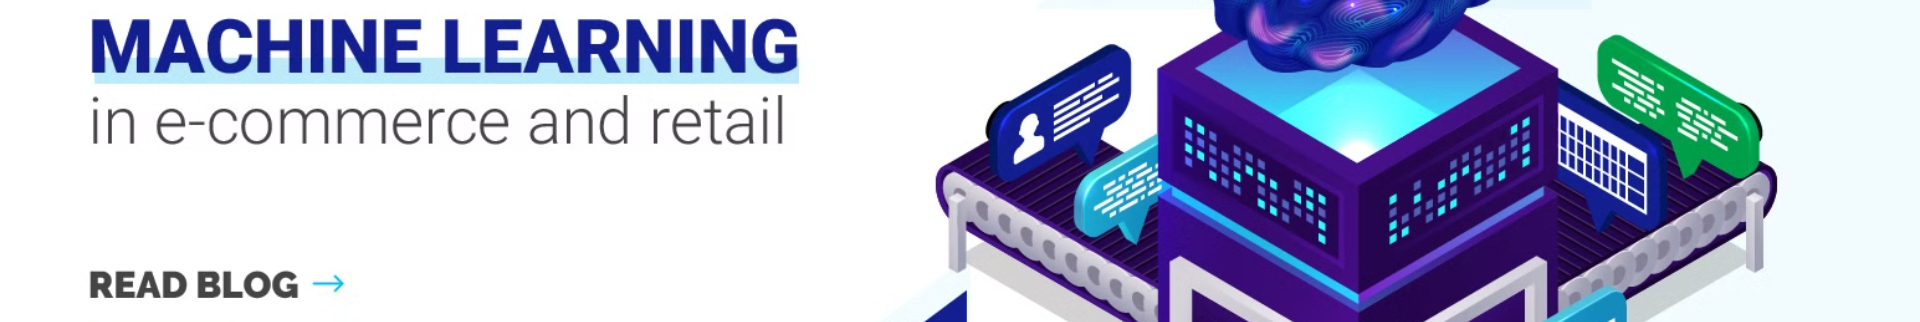 MACHINE LEARNING
in e-commerce and retail
READ BLOG →